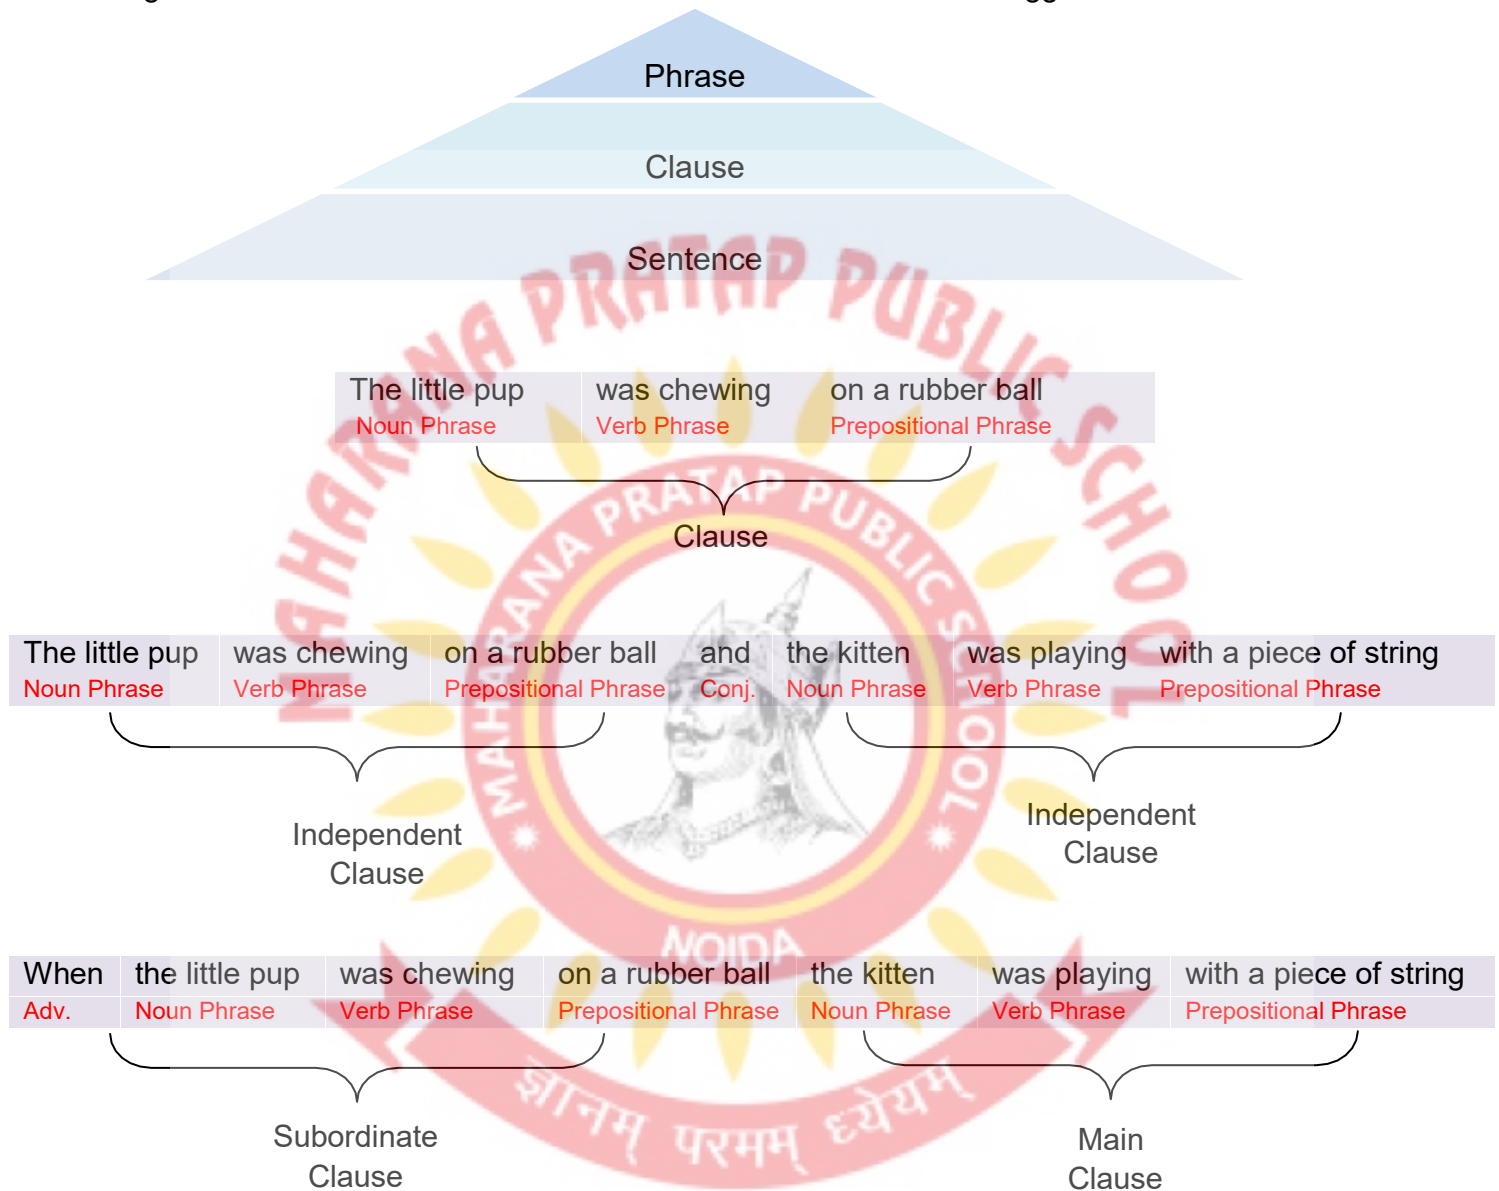 Phrase
Clause
Sentence
MAHARANA PRATAP PUBLIC SCHOOL
The little pup was chewing on a rubber ball
Noun Phrase Verb Phrase Prepositional Phrase
MAHARANA PRATAP PUBLIC SCHOOL
Clause
The little pup was chewing on a rubber ball and the kitten was playing with a piece of string
Noun Phrase Verb Phrase Prepositional Phrase Conj. Noun Phrase Verb Phrase Prepositional Phrase
Independent
Clause
Independent
Clause
NOIDA
When the little pup was chewing on a rubber ball the kitten was playing with a piece of string
Adv. Noun Phrase Verb Phrase Prepositional Phrase Noun Phrase Verb Phrase Prepositional Phrase
ज्ञानम् परमम् ध्येयम्
Subordinate
Clause
Main
Clause